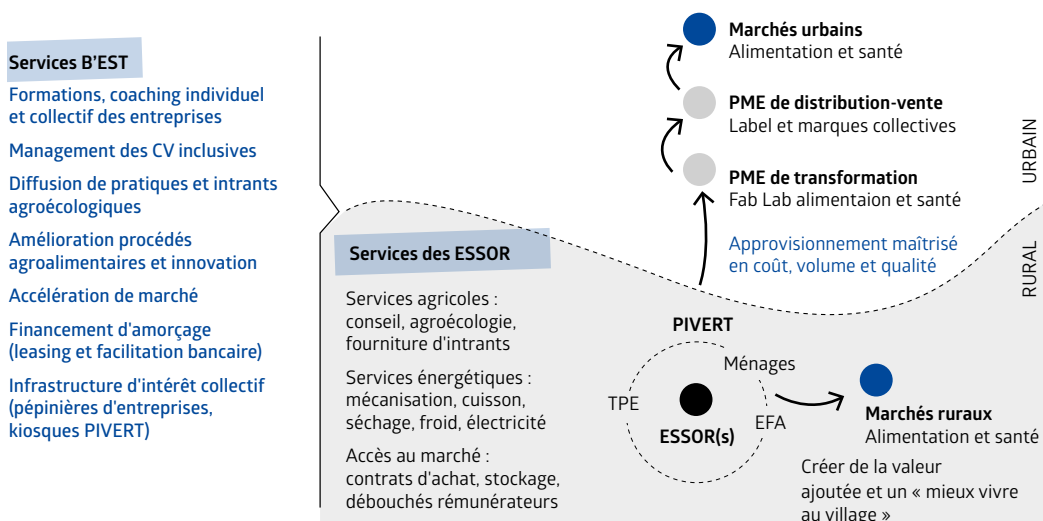 Services B'EST
Formations, coaching individuel
et collectif des entreprises
Management des CV inclusives
Diffusion de pratiques et intrants
agroécologiques
Amélioration procédés
agroalimentaires et innovation
Accélération de marché
Financement d'amorçage
(leasing et facilitation bancaire)
Infrastructure d'intérêt collectif
(pépinières d'entreprises,
kiosques PIVERT)
Services des ESSOR
Services agricoles :
conseil, agroécologie,
fourniture d'intrants
Services énergétiques :
mécanisation, cuisson,
séchage, froid, électricité
Accès au marché :
contrats d'achat, stockage,
débouchés rémunérateurs
Marchés urbains
Alimentation et santé
PME de distribution-vente
Label et marques collectives
PME de transformation
Fab Lab alimentaion et santé
Approvisionnement maîtrisé
en coût, volume et qualité
URBAIN
RURAL
PIVERT
Ménages
TPE
EFA
ESSOR(s)
Marchés ruraux
Alimentation et santé
Créer de la valeur
ajoutée et un « mieux vivre
au village »